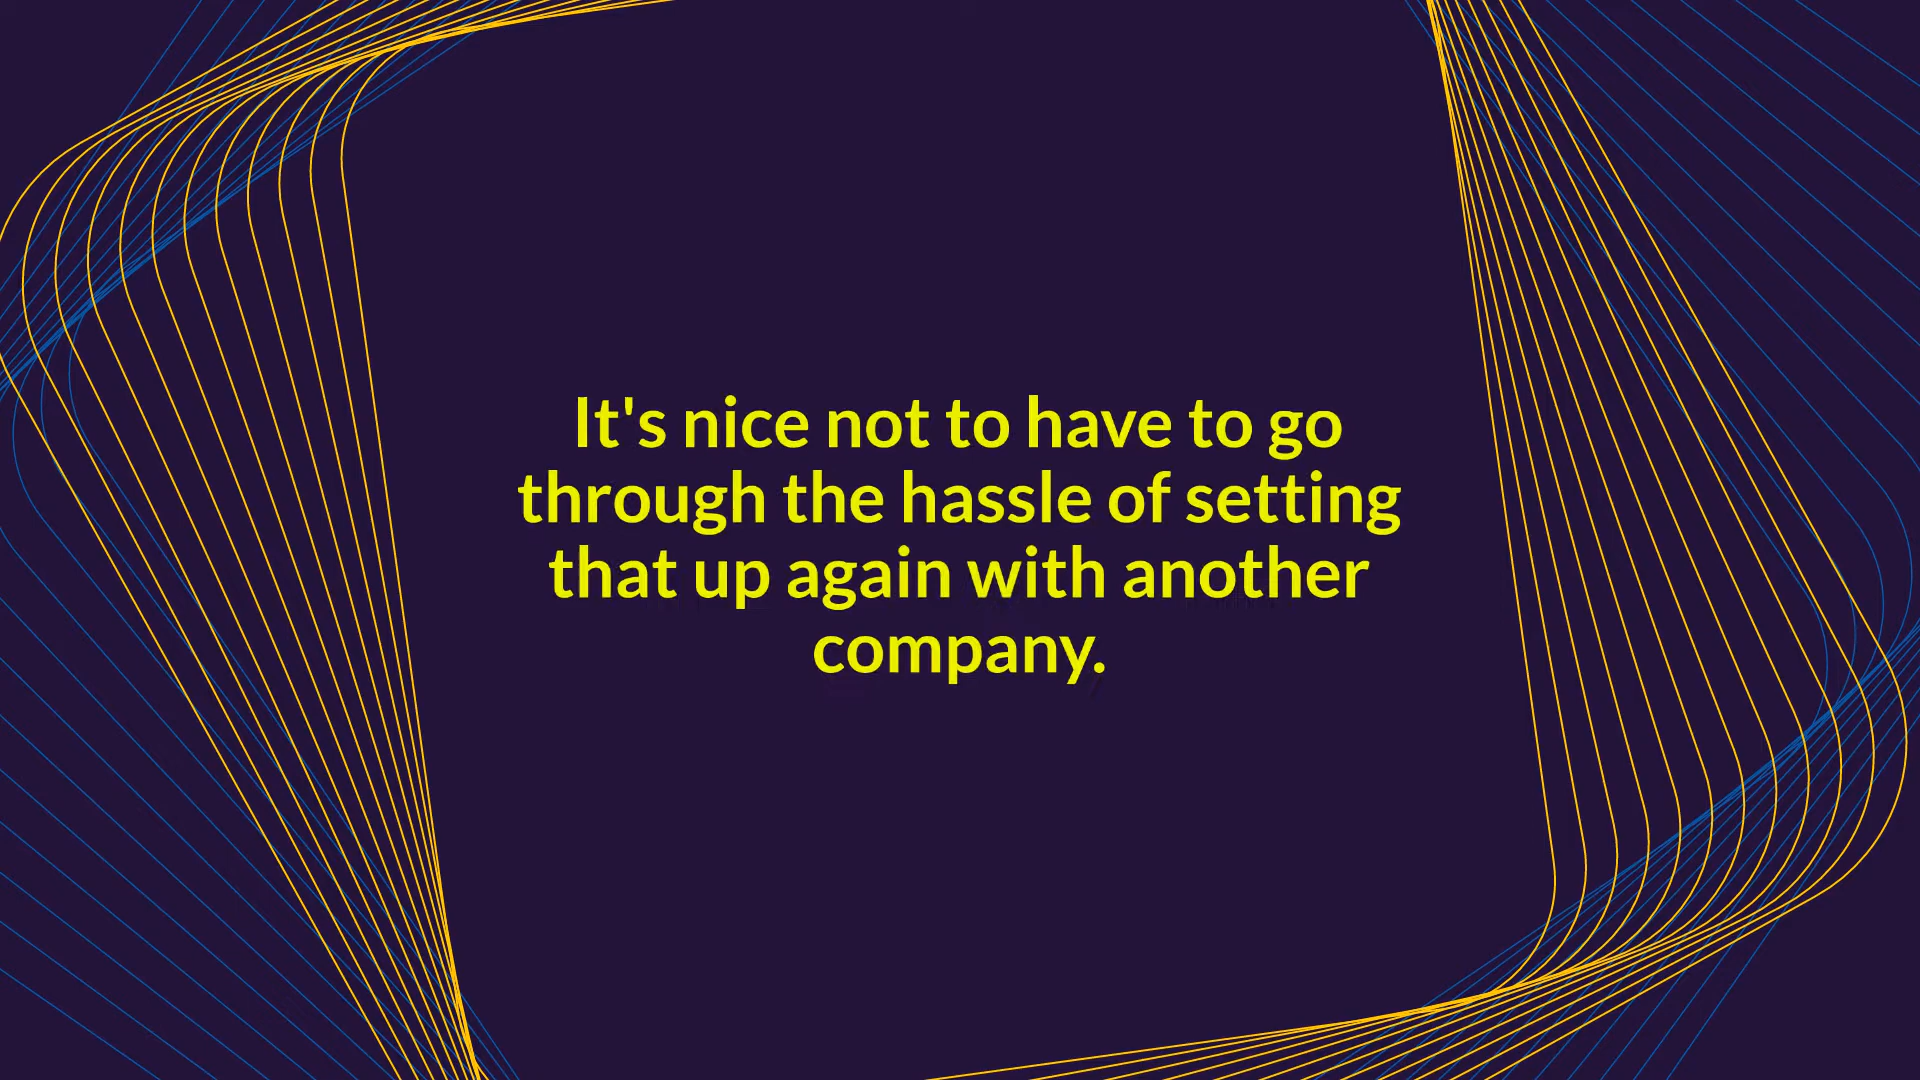 It's nice not to have to go
through the hassle of setting
that up again with another
company.